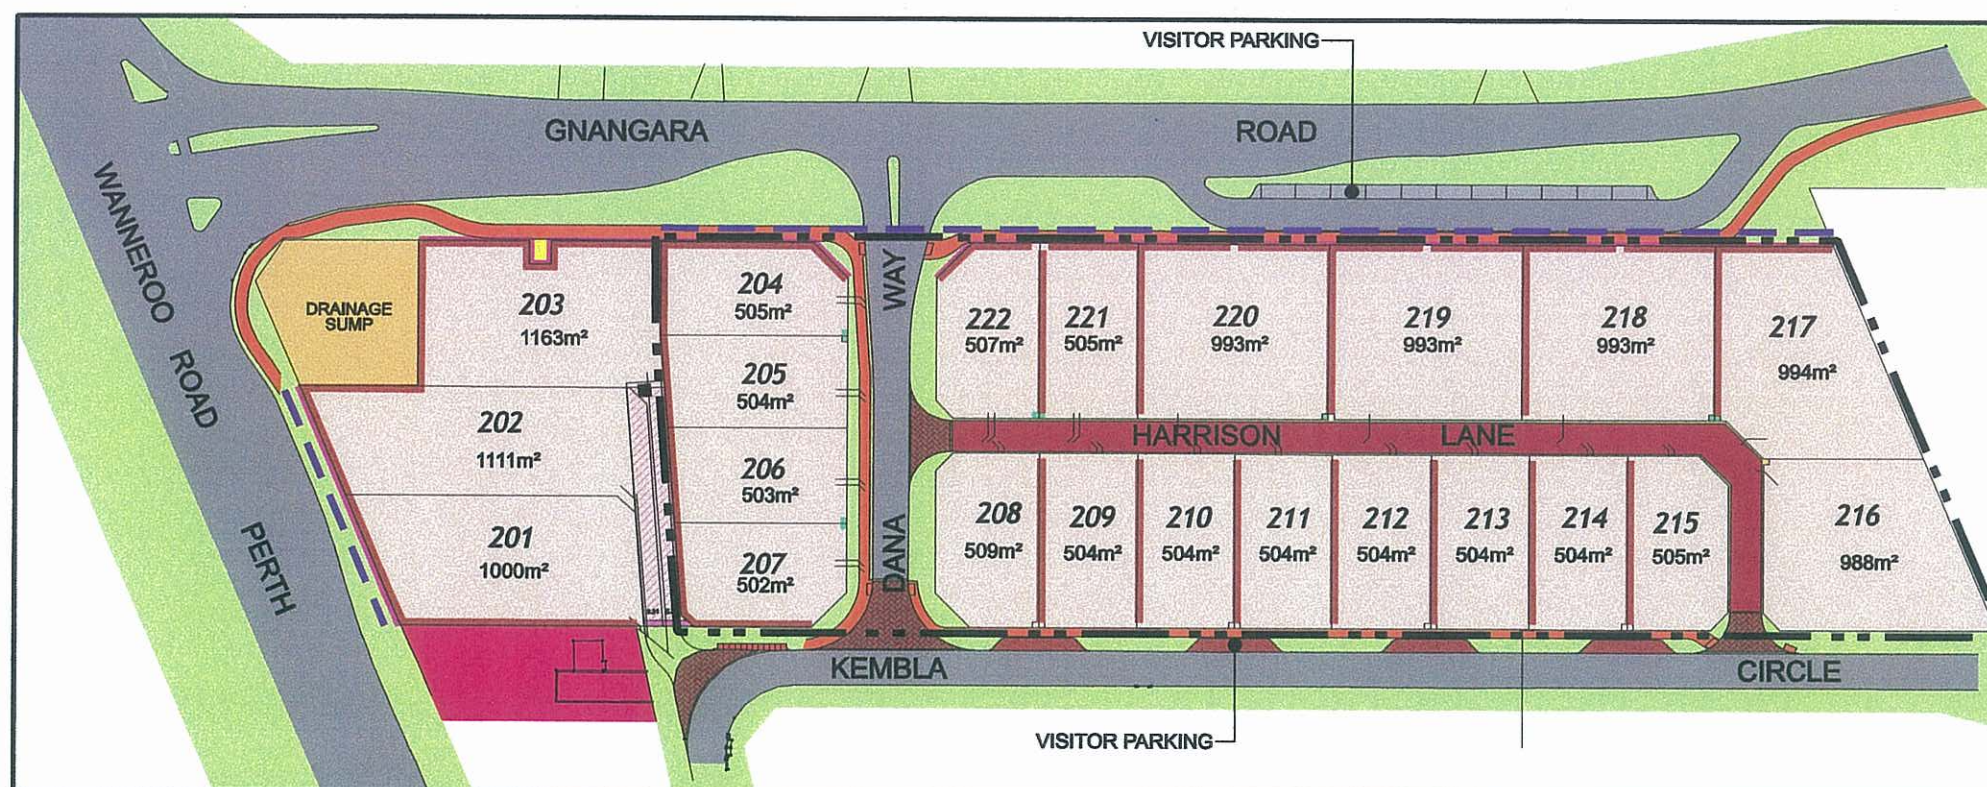 VISITOR PARKING
GNANGARA ROAD
WANNEROO ROAD
PERTH
DRAINAGE
SUMP
203
1163m²
202
1111m²
201
1000m²
204
505m²
205
504m²
206
503m²
207
502m²
DANA WAY
222
507m²
221
505m²
220
993m²
219
993m²
218
993m²
217
994m²
HARRISON LANE
208
509m²
209
504m²
210
504m²
211
504m²
212
504m²
213
504m²
214
504m²
215
505m²
216
988m²
KEMBLA CIRCLE
VISITOR PARKING